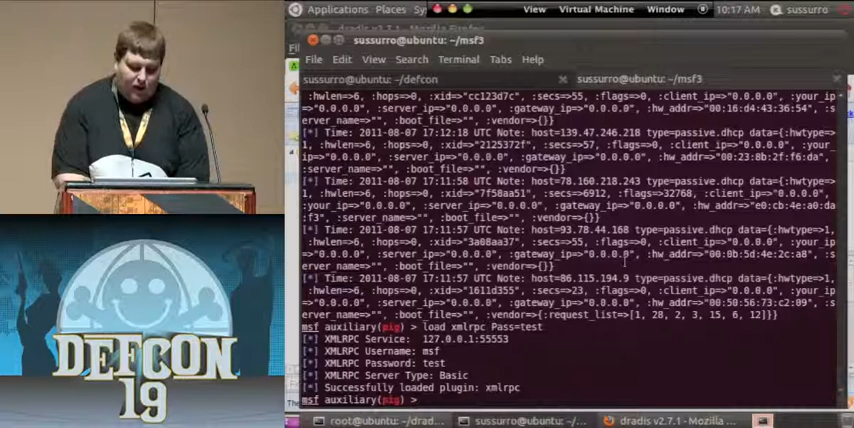 Applications Places Sy
View Virtual Machine Window
10:17 AM
sussurro
sussurro@ubuntu: ~/msf3
File Edit View Search Terminal Tabs Help
sussurro@ubuntu: ~/defcon
sussurro@ubuntu: ~/msf3
:hwlen=>6, :hops=>0, :xid=>"cc123d7c", :secs=>55, :flags=>0, :client_ip=>"0.0.0.0", :your_ip
=>"0.0.0.0", :server_ip=>"0.0.0.0", :gateway_ip=>"0.0.0.0", :hw_addr=>"00:16:d4:43:36:54", :s
erver_name=>"", :boot_file=>"", :vendor=>{}}
[*] Time: 2011-08-07 17:12:18 UTC Note: host=139.47.246.218 type=passive.dhcp data={:hwtype=>
1, :hwlen=>6, :hops=>0, :xid=>"2125372f", :secs=>57, :flags=>0, :client_ip=>"0.0.0.0", :your_
ip=>"0.0.0.0", :server_ip=>"0.0.0.0", :gateway_ip=>"0.0.0.0", :hw_addr=>"00:23:8b:2f:f6:da",
:server_name=>"", :boot_file=>"", :vendor=>{}}
[*] Time: 2011-08-07 17:11:58 UTC Note: host=78.160.218.243 type=passive.dhcp data={:hwtype=>
1, :hwlen=>6, :hops=>0, :xid=>"7f58aa51", :secs=>6912, :flags=>32768, :client_ip=>"0.0.0.0",
:your_ip=>"0.0.0.0", :server_ip=>"0.0.0.0", :gateway_ip=>"0.0.0.0", :hw_addr=>"e0:cb:4e:a0:da
:f3", :server_name=>"", :boot_file=>"", :vendor=>{}}
[*] Time: 2011-08-07 17:11:57 UTC Note: host=93.78.44.168 type=passive.dhcp data={:hwtype=>1,
:hwlen=>6, :hops=>0, :xid=>"3a08aa37", :secs=>55, :flags=>0, :client_ip=>"0.0.0.0", :your_ip
=>"0.0.0.0", :server_ip=>"0.0.0.0", :gateway_ip=>"0.0.0.0", :hw_addr=>"00:0b:5d:4e:2c:a8", :s
erver_name=>"", :boot_file=>"", :vendor=>{}}
[*] Time: 2011-08-07 17:11:57 UTC Note: host=86.115.194.9 type=passive.dhcp data={:hwtype=>1,
:hwlen=>6, :hops=>0, :xid=>"1611d355", :secs=>23, :flags=>0, :client_ip=>"0.0.0.0", :your_ip
=>"0.0.0.0", :server_ip=>"0.0.0.0", :gateway_ip=>"0.0.0.0", :hw_addr=>"00:50:56:73:c2:09", :s
erver_name=>"", :boot_file=>"", :vendor=>{:request_list=>[1, 28, 2, 3, 15, 6, 12]}}
msf auxiliary(pig) > load xmlrpc Pass=test
[*] XMLRPC Service: 127.0.0.1:55553
[*] XMLRPC Username: msf
[*] XMLRPC Password: test
[*] XMLRPC Server Type: Basic
[*] Successfully loaded plugin: xmlrpc
msf auxiliary(pig) >
root@ubuntu: ~/drad...
sussurro@ubuntu: ~/...
dradis v2.7.1 - Mozilla ...
DEFCON
19